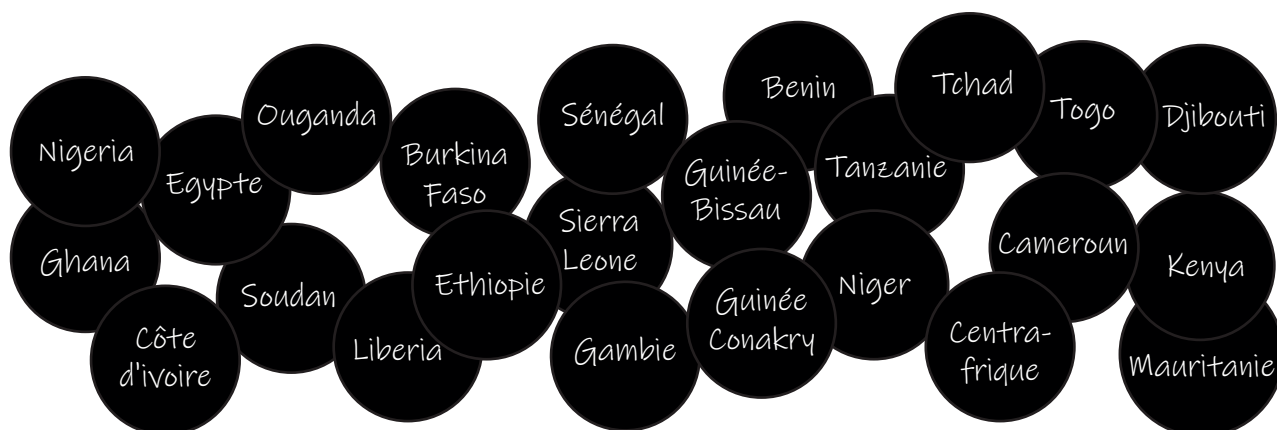 Nigeria
Ghana
Egypte
Côte
d'ivoire
Ouganda
Soudan
Burkina
Faso
Liberia
Ethiopie
Sénégal
Sierra
Leone
Gambie
Guinée-
Bissau
Guinée
Conakry
Benin
Tanzanie
Niger
Tchad
Togo
Cameroun
Centra-
frique
Djibouti
Kenya
Mauritanie